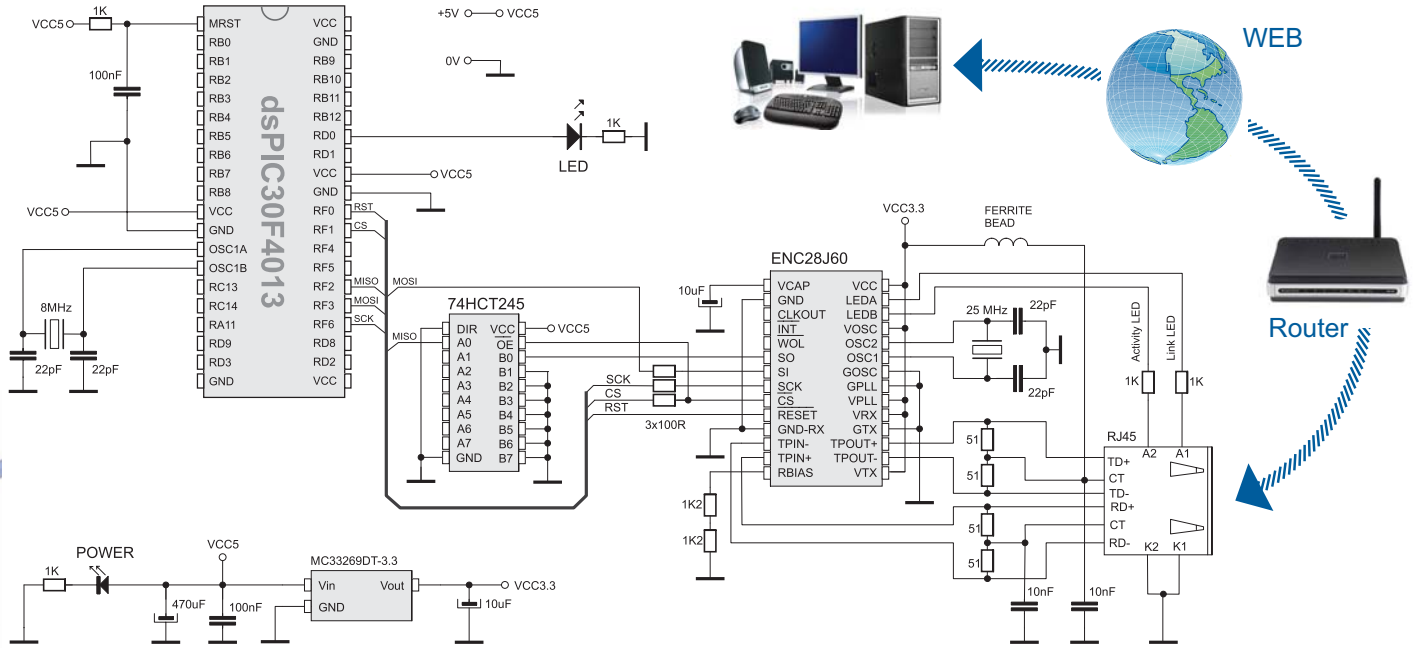 VCC5
1K
100nF
MRST
RB0
RB1
RB2
RB3
RB4
RB5
RB6
RB7
RB8
VCC
GND
OSC1A
OSC1B
RC13
RC14
RA11
RD9
RD3
GND
dsPIC30F4013
VCC
GND
RB9
RB10
RB11
RB12
RD0
RD1
VCC
GND
RF0
RF1
RF4
RF5
RF2
RF3
RF6
RD8
RD2
VCC
VCC5
8MHz
22pF
22pF
+5V
VCC5
0V
LED
1K
VCC5
RST
CS
MISO
MOSI
SCK
MOSI
MISO
74HCT245
DIR
A0
A1
A2
A3
A4
A5
A6
A7
GND
VCC
OE
B0
B1
B2
B3
B4
B5
B6
B7
VCC5
SCK
CS
RST
3x100R
ENC28J60
10uF
VCAP
GND
CLKOUT
INT
WOL
SO
SI
SCK
CS
RESET
GND-RX
TPIN-
TPIN+
RBIAS
VCC
LEDA
LEDB
VOSC
OSC2
OSC1
GOSC
GPLL
VPLL
VRX
GTX
TPOUT+
TPOUT-
VTX
1K2
1K2
VCC3.3
FERRITE
BEAD
25 MHz
22pF
22pF
Activity LED
Link LED
1K
1K
51
51
51
51
RJ45
A2
A1
TD+
CT
TD-
RD+
CT
RD-
K2
K1
10nF
10nF
WEB
Router
POWER
1K
VCC5
470uF
100nF
MC33269DT-3.3
Vin
Vout
GND
VCC3.3
10uF